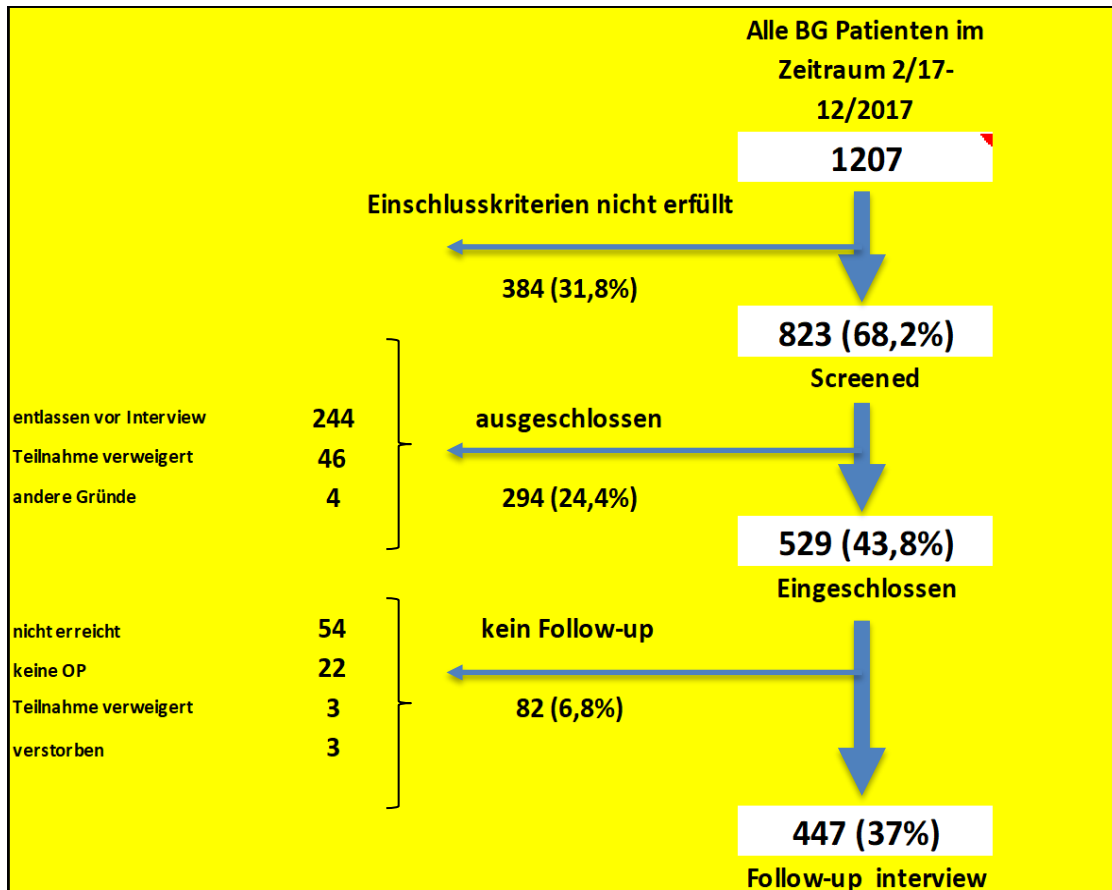 Alle BG Patienten im
Zeitraum 2/17-
12/2017
1207
Einschlusskriterien nicht erfüllt
384 (31,8%)
823 (68,2%)
Screened
entlassen vor Interview 244
Teilnahme verweigert 46
andere Gründe 4
ausgeschlossen
294 (24,4%)
529 (43,8%)
Eingeschlossen
nicht erreicht 54
keine OP 22
Teilnahme verweigert 3
verstorben 3
kein Follow-up
82 (6,8%)
447 (37%)
Follow-up interview